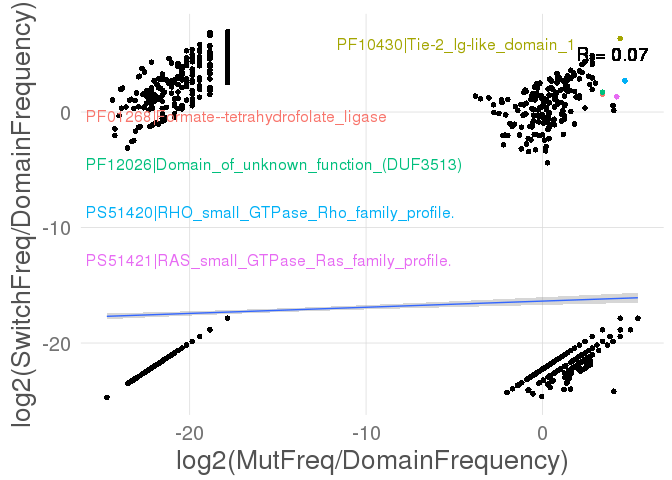 PF10430|Tie-2_Ig-like_domain_1
R = 0.07
PF01268|Formate--tetrahydrofolate_ligase
PF12026|Domain_of_unknown_function_(DUF3513)
PS51420|RHO_small_GTPase_Rho_family_profile.
PS51421|RAS_small_GTPase_Ras_family_profile.
0
-10
-20
-20
-10
0
log2(MutFreq/DomainFrequency)
log2(SwitchFreq/DomainFrequency)